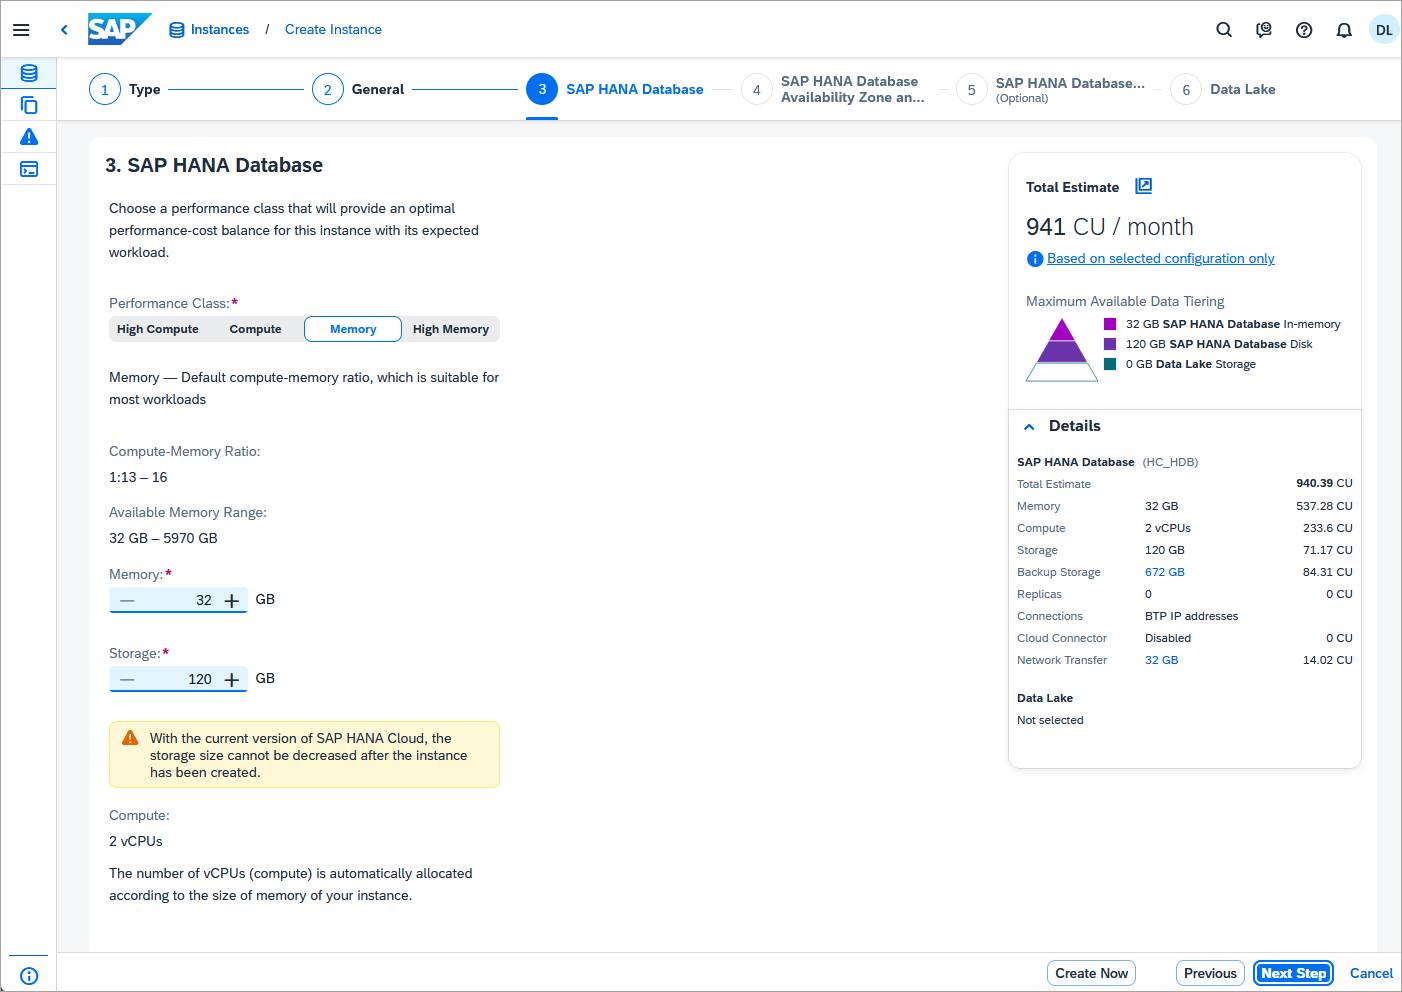 SAP
Instances / Create Instance
DL
1 Type
2 General
3 SAP HANA Database
4 SAP HANA Database
Availability Zone an...
5 SAP HANA Database...
(Optional)
6 Data Lake
3. SAP HANA Database
Choose a performance class that will provide an optimal
performance-cost balance for this instance with its expected
workload.
Performance Class:*
High Compute Compute Memory High Memory
Memory — Default compute-memory ratio, which is suitable for
most workloads
Compute-Memory Ratio:
1:13 – 16
Available Memory Range:
32 GB – 5970 GB
Memory:*
32 GB
Storage:*
120 GB
With the current version of SAP HANA Cloud, the
storage size cannot be decreased after the instance
has been created.
Compute:
2 vCPUs
The number of vCPUs (compute) is automatically allocated
according to the size of memory of your instance.
Total Estimate
941 CU / month
Based on selected configuration only
Maximum Available Data Tiering
32 GB SAP HANA Database In-memory
120 GB SAP HANA Database Disk
0 GB Data Lake Storage
Details
SAP HANA Database (HC_HDB)
Total Estimate 940.39 CU
Memory 32 GB 537.28 CU
Compute 2 vCPUs 233.6 CU
Storage 120 GB 71.17 CU
Backup Storage 672 GB 84.31 CU
Replicas 0 0 CU
Connections BTP IP addresses
Cloud Connector Disabled 0 CU
Network Transfer 32 GB 14.02 CU
Data Lake
Not selected
Create Now Previous Next Step Cancel